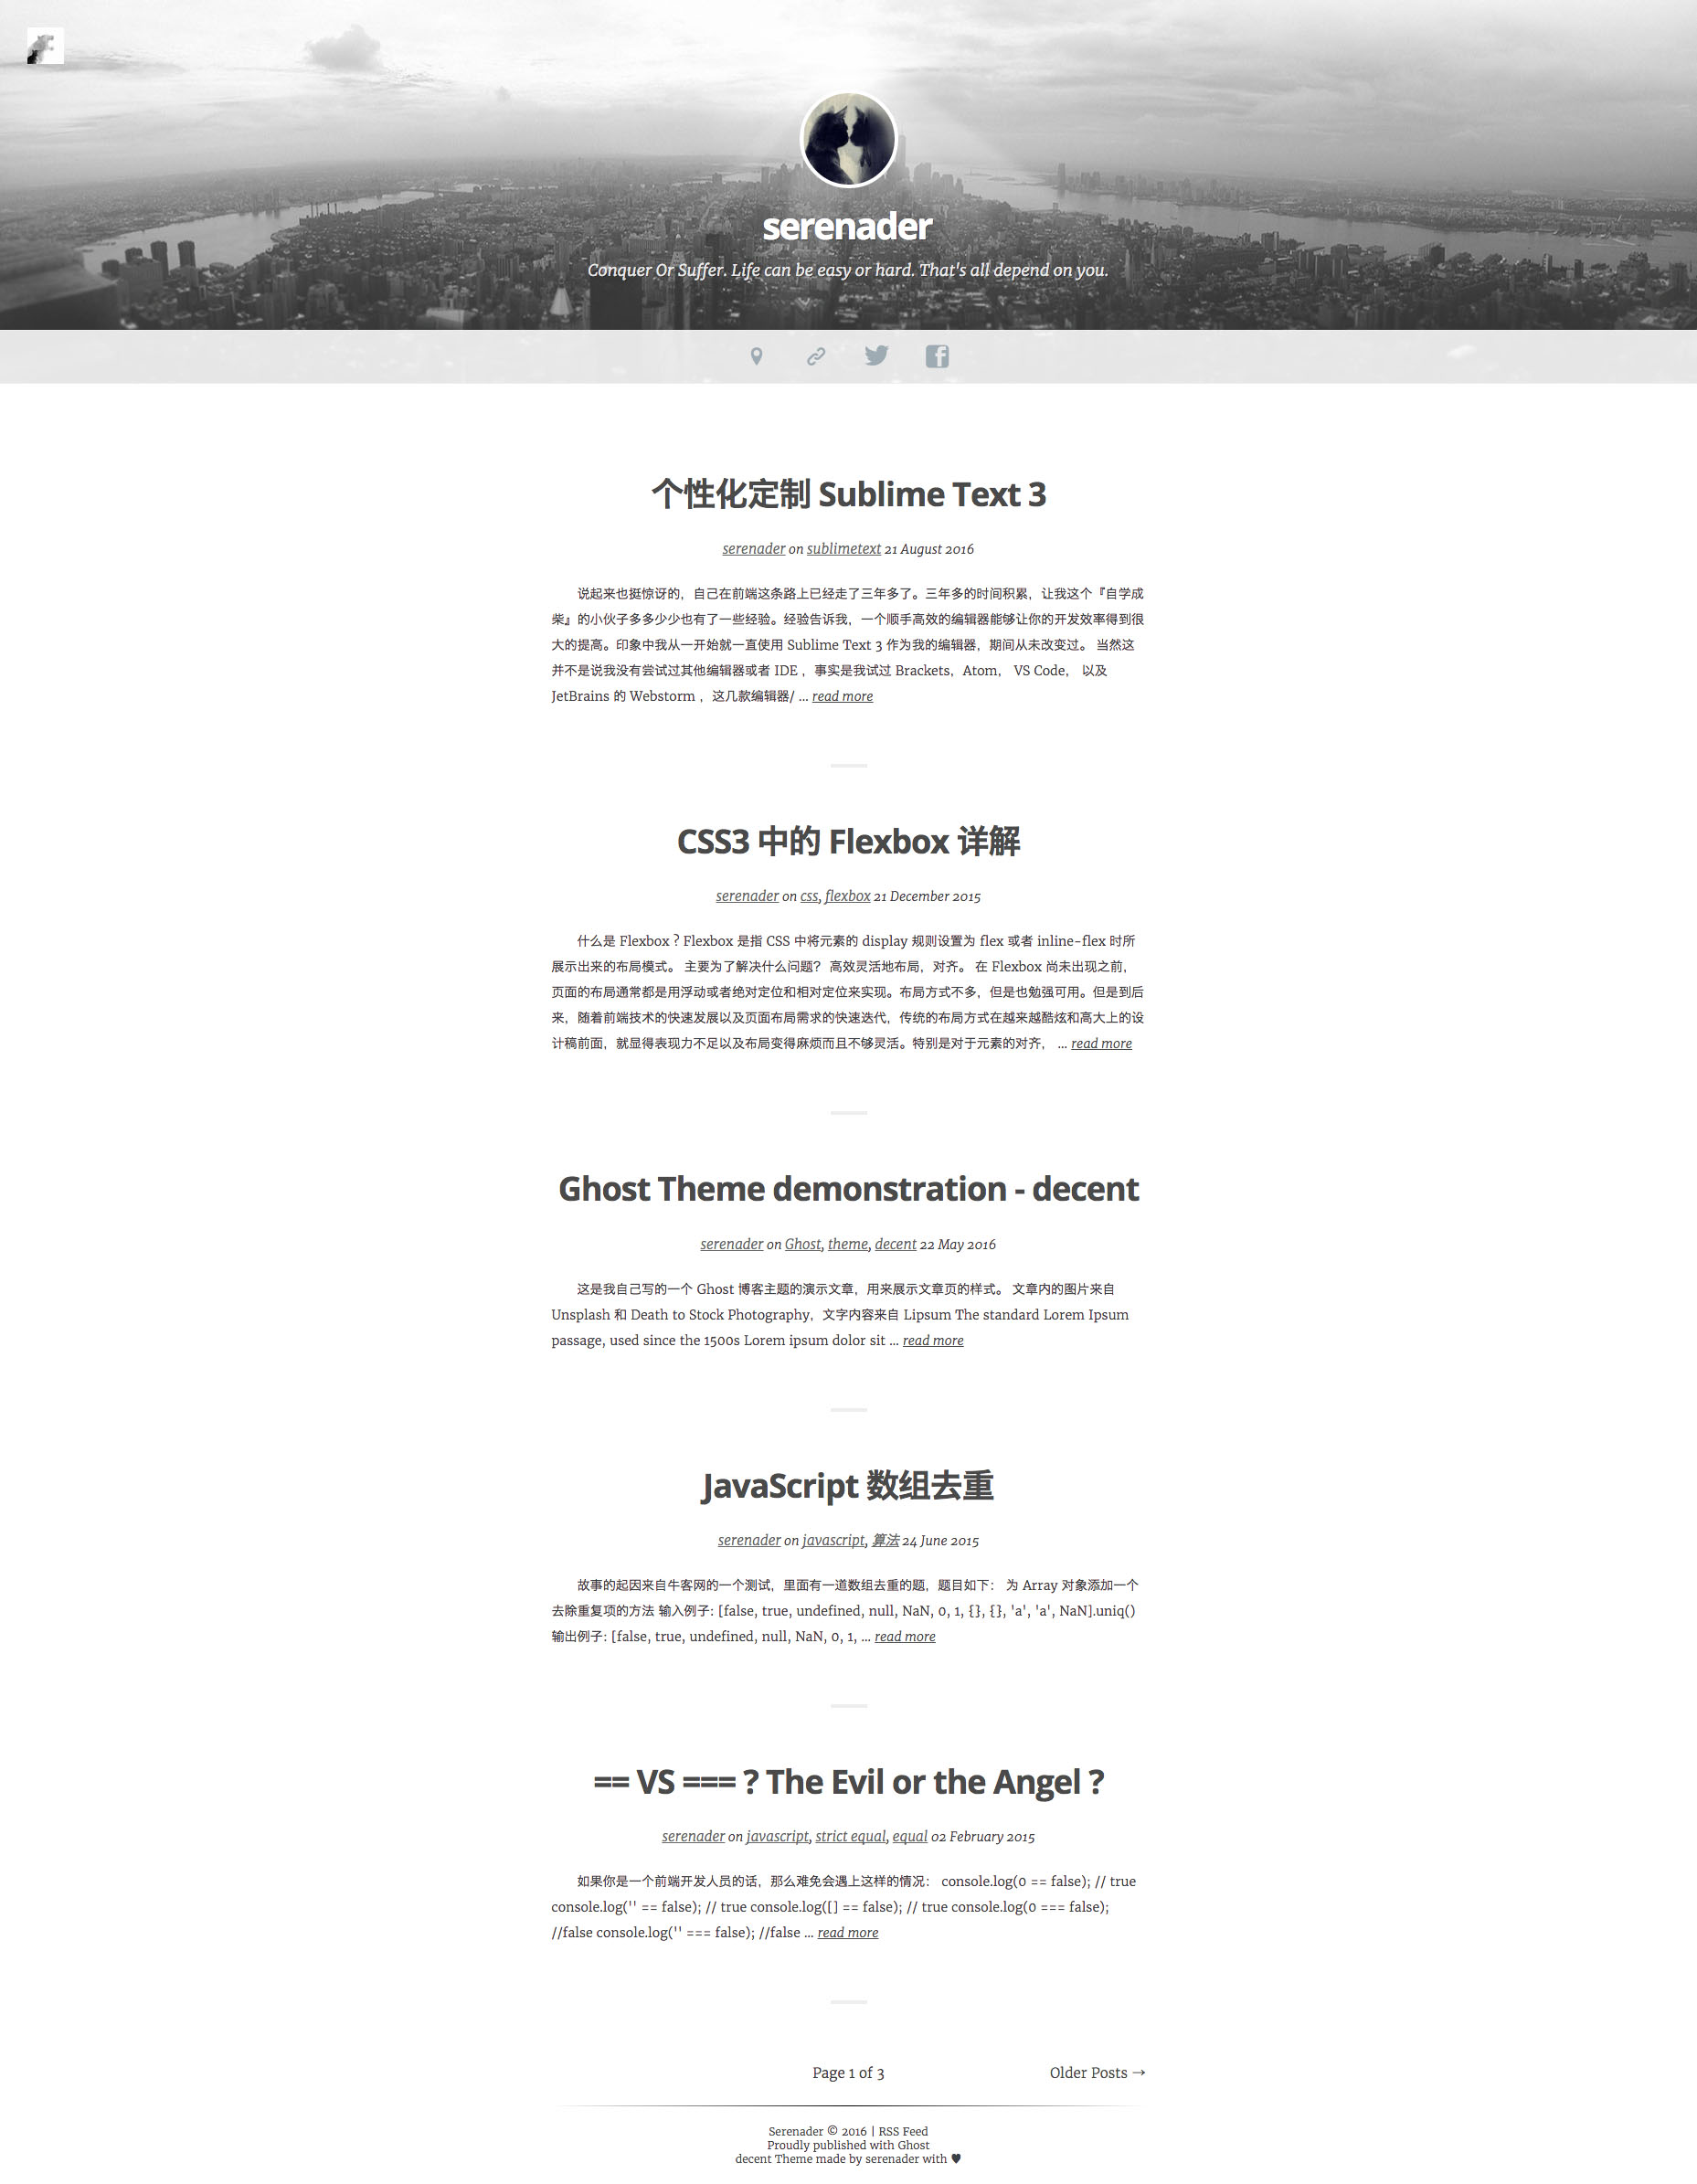 serenader
Conquer Or Suffer. Life can be easy or hard. That's all depend on you.
个性化定制 Sublime Text 3
serenader on sublimetext 21 August 2016
说起来也挺惊讶的，自己在前端这条路上已经走了三年多了。三年多的时间积累，让我这个『自学成
柴』的小伙子多多少少也有了一些经验。经验告诉我，一个顺手高效的编辑器能够让你的开发效率得到很
大的提高。印象中我从一开始就一直使用 Sublime Text 3 作为我的编辑器，期间从未改变过。 当然这
并不是说我没有尝试过其他编辑器或者 IDE ，事实是我试过 Brackets，Atom， VS Code， 以及
JetBrains 的 Webstorm ，这几款编辑器/ ... read more
CSS3 中的 Flexbox 详解
serenader on css, flexbox 21 December 2015
什么是 Flexbox ? Flexbox 是指 CSS 中将元素的 display 规则设置为 flex 或者 inline-flex 时所
展示出来的布局模式。 主要为了解决什么问题？ 高效灵活地布局，对齐。 在 Flexbox 尚未出现之前，
页面的布局通常都是用浮动或者绝对定位和相对定位来实现。布局方式不多，但是也勉强可用。但是到后
来，随着前端技术的快速发展以及页面布局需求的快速迭代，传统的布局方式在越来越酷炫和高大上的设
计稿前面，就显得表现力不足以及布局变得麻烦而且不够灵活。特别是对于元素的对齐， ... read more
Ghost Theme demonstration - decent
serenader on Ghost, theme, decent 22 May 2016
这是我自己写的一个 Ghost 博客主题的演示文章，用来展示文章页的样式。 文章内的图片来自
Unsplash 和 Death to Stock Photography，文字内容来自 Lipsum The standard Lorem Ipsum
passage, used since the 1500s Lorem ipsum dolor sit ... read more
JavaScript 数组去重
serenader on javascript, 算法 24 June 2015
故事的起因来自牛客网的一个测试，里面有一道数组去重的题，题目如下： 为 Array 对象添加一个
去除重复项的方法 输入例子: [false, true, undefined, null, NaN, 0, 1, {}, {}, 'a', 'a', NaN].uniq()
输出例子: [false, true, undefined, null, NaN, 0, 1, ... read more
== VS === ? The Evil or the Angel ?
serenader on javascript, strict equal, equal 02 February 2015
如果你是一个前端开发人员的话，那么难免会遇上这样的情况： console.log(0 == false); // true
console.log('' == false); // true console.log([] == false); // true console.log(0 === false);
//false console.log('' === false); //false ... read more
Page 1 of 3 Older Posts →
Serenader © 2016 | RSS Feed
Proudly published with Ghost
decent Theme made by serenader with ♥